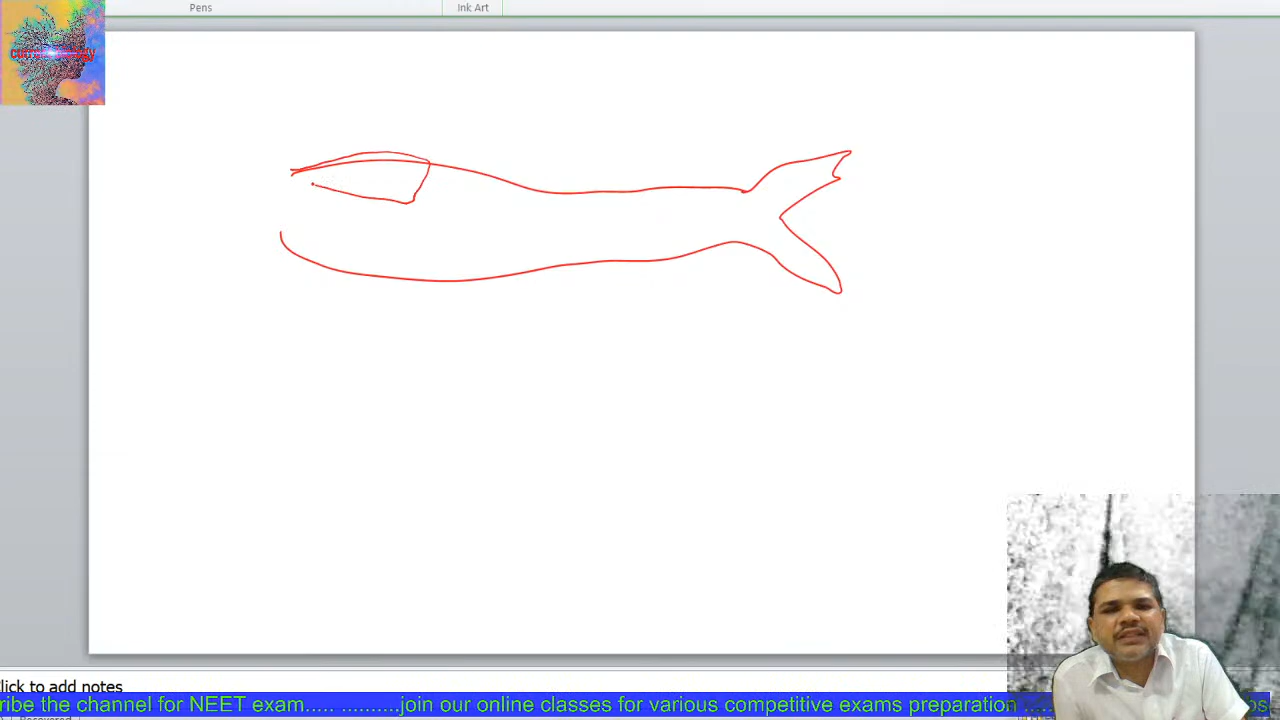 Pens
Ink Art
lick to add notes
ribe the channel for NEET exam..... ..........join our online classes for various competitive exams preparation